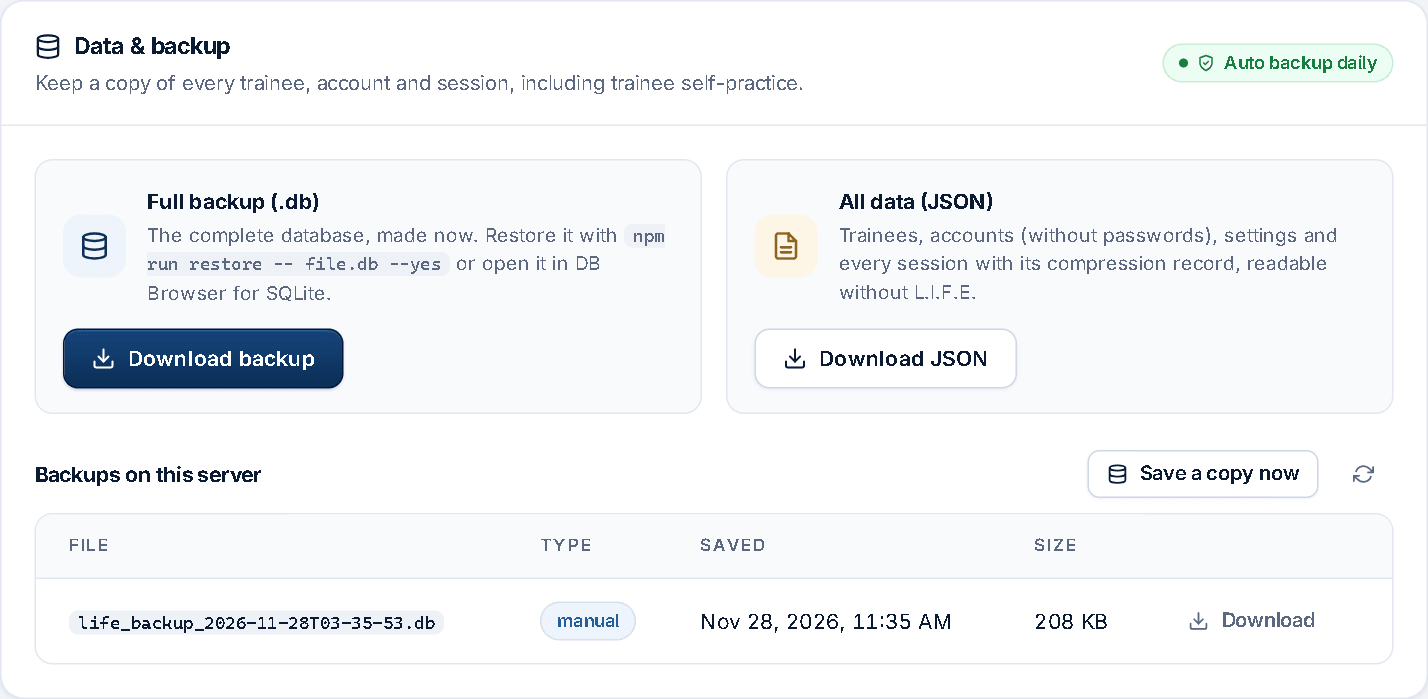 Data & backup
Keep a copy of every trainee, account and session, including trainee self-practice.
Auto backup daily
Full backup (.db)
The complete database, made now. Restore it with npm
run restore -- file.db --yes or open it in DB
Browser for SQLite.
Download backup
All data (JSON)
Trainees, accounts (without passwords), settings and
every session with its compression record, readable
without L.I.F.E.
Download JSON
Backups on this server
Save a copy now
FILE TYPE SAVED SIZE
life_backup_2026-11-28T03-35-53.db manual Nov 28, 2026, 11:35 AM 208 KB Download